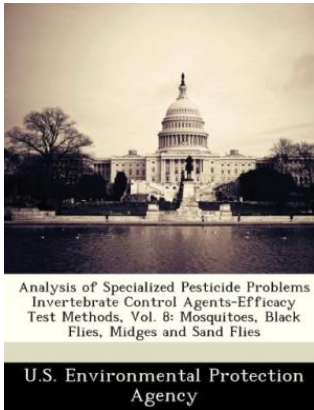 Analysis of Specialized Pesticide Problems
Invertebrate Control Agents-Efficacy
Test Methods, Vol. 8: Mosquitoes, Black
Flies, Midges and Sand Flies
U.S. Environmental Protection
Agency